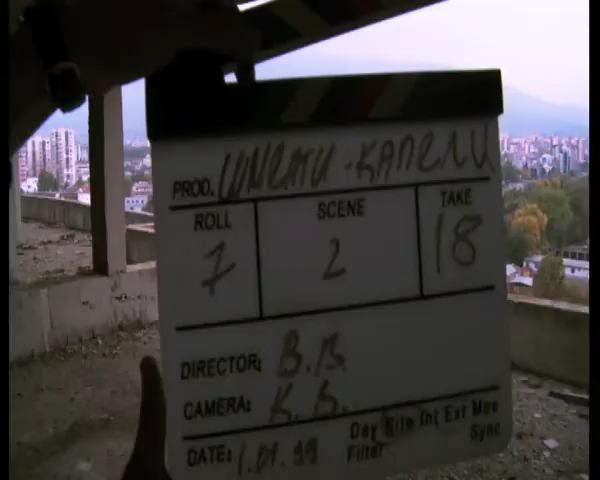 PROD. КАПЕЛИ
ROLL SCENE TAKE
7 2 18
DIRECTOR: В.В.
CAMERA: К.Б.
DATE: 1.01.99 Day Nite Int Ext Mos
Filter Sync